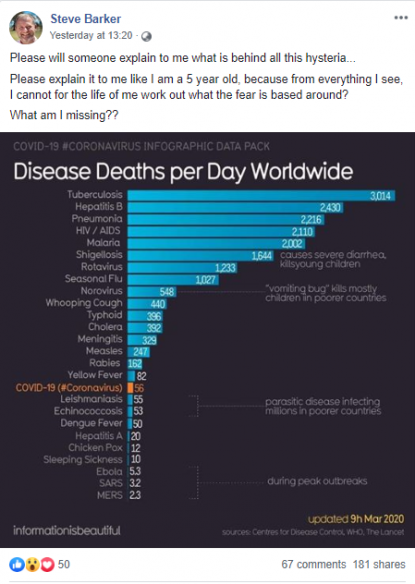 Steve Barker
Yesterday at 13:20 ·
Please will someone explain to me what is behind all this hysteria...
Please explain it to me like I am a 5 year old, because from everything I see,
I cannot for the life of me work out what the fear is based around?
What am I missing??
COVID-19 #CORONAVIRUS INFOGRAPHIC DATA PACK
Disease Deaths per Day Worldwide
Tuberculosis 3,014
Hepatitis B 2,430
Pneumonia 2,216
HIV / AIDS 2,110
Malaria 2,002
Shigellosis 1,644 causes severe diarrhea,
Rotavirus 1,233 kills young children
Seasonal Flu 1,027
Norovirus 548 "vomiting bug" kills mostly
Whooping Cough 440 children in poorer countries
Typhoid 396
Cholera 392
Meningitis 329
Measles 247
Rabies 162
Yellow Fever 82
COVID-19 (#Coronavirus) 56
Leishmaniasis 55 parasitic disease infecting
Echinococcosis 53 millions in poorer countries
Dengue Fever 50
Hepatitis A 20
Chicken Pox 12
Sleeping Sickness 10
Ebola 5.3
SARS 3.2 during peak outbreaks
MERS 2.3
updated 9h Mar 2020
informationisbeautiful sources: Centres for Disease Control, WHO, The Lancet
50 67 comments 181 shares